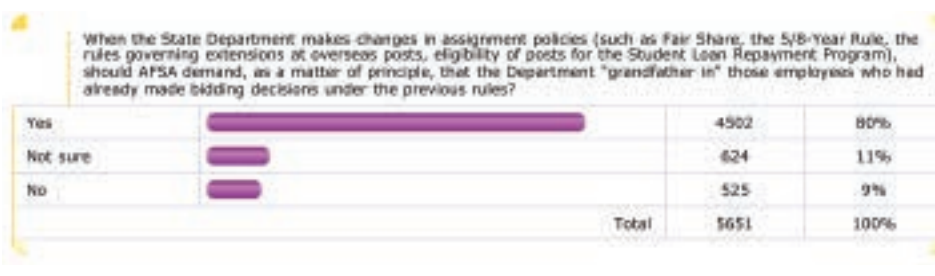 When the State Department makes changes in assignment policies (such as Fair Share, the 5/8-Year Rule, the
rules governing extensions at overseas posts, eligibility of posts for the Student Loan Repayment Program),
should AFSA demand, as a matter of principle, that the Department "grandfather in" those employees who had
already made bidding decisions under the previous rules?
Yes 4502 80%
Not sure 624 11%
No 525 9%
Total 5651 100%